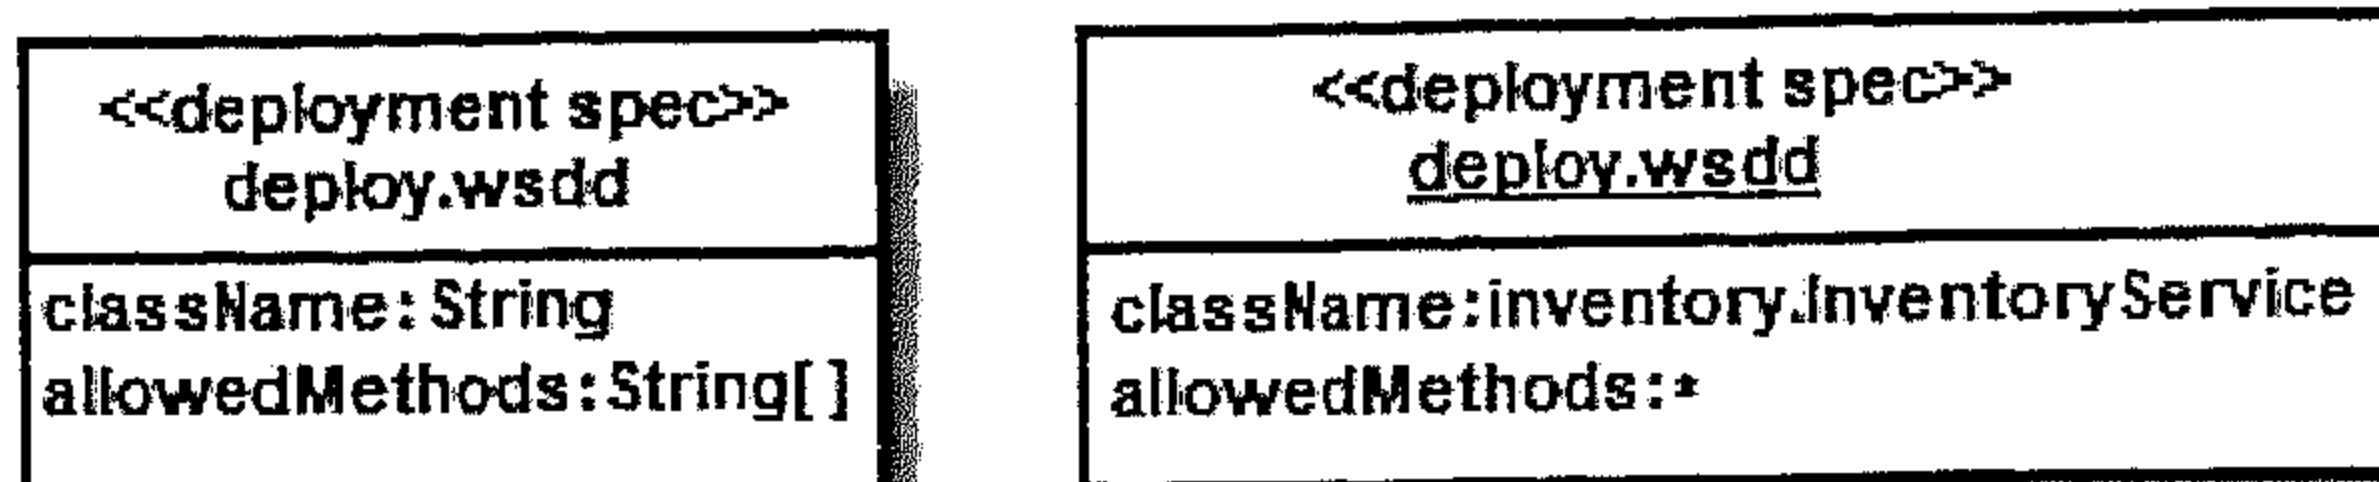 <<deployment spec>>
deploy.wsdd
className:String
allowedMethods:String[]
<<deployment spec>>
deploy.wsdd
className:inventory.InventoryService
allowedMethods:*